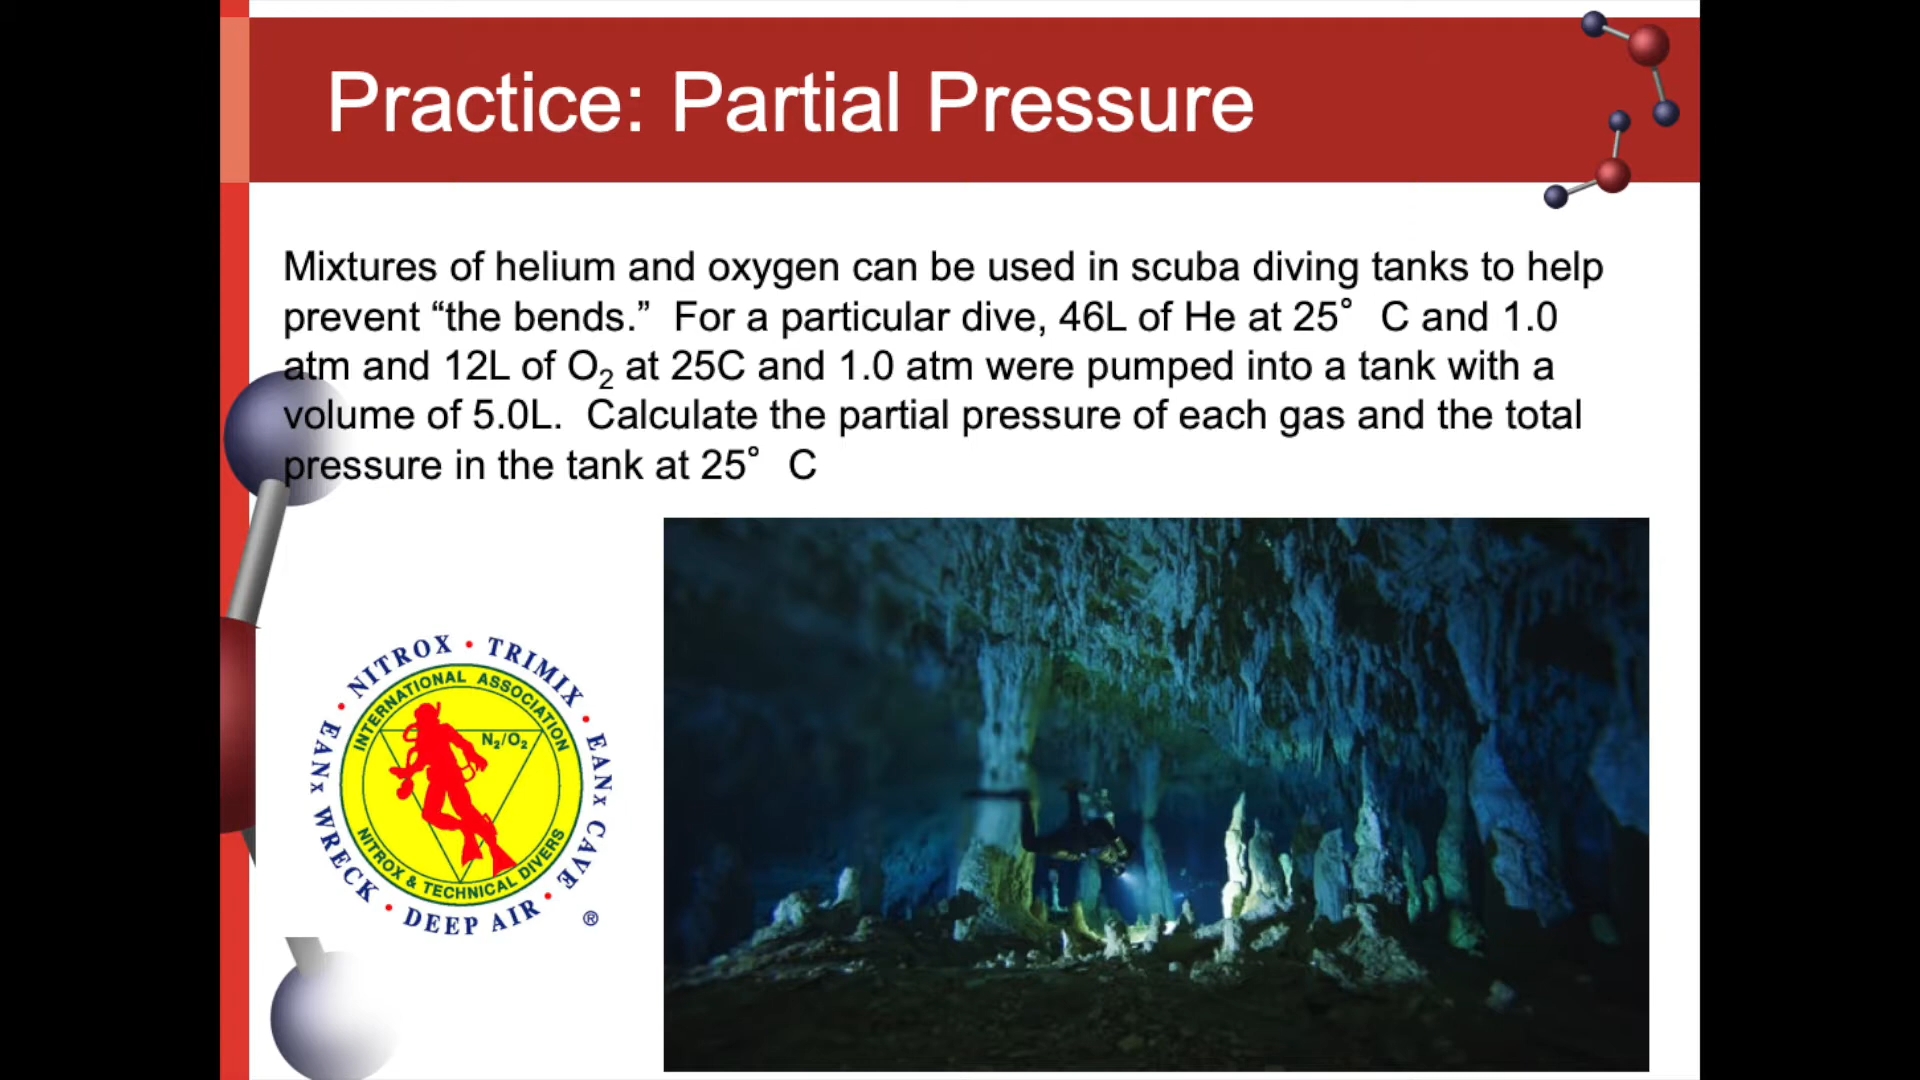 Practice: Partial Pressure
Mixtures of helium and oxygen can be used in scuba diving tanks to help
prevent “the bends.”  For a particular dive, 46L of He at 25° C and 1.0
atm and 12L of O₂ at 25C and 1.0 atm were pumped into a tank with a
volume of 5.0L.  Calculate the partial pressure of each gas and the total
pressure in the tank at 25° C
NITROX • TRIMIX • EANx CAVE • DEEP AIR • EANx WRECK •
INTERNATIONAL ASSOCIATION
N₂/O₂
NITROX & TECHNICAL DIVERS
®